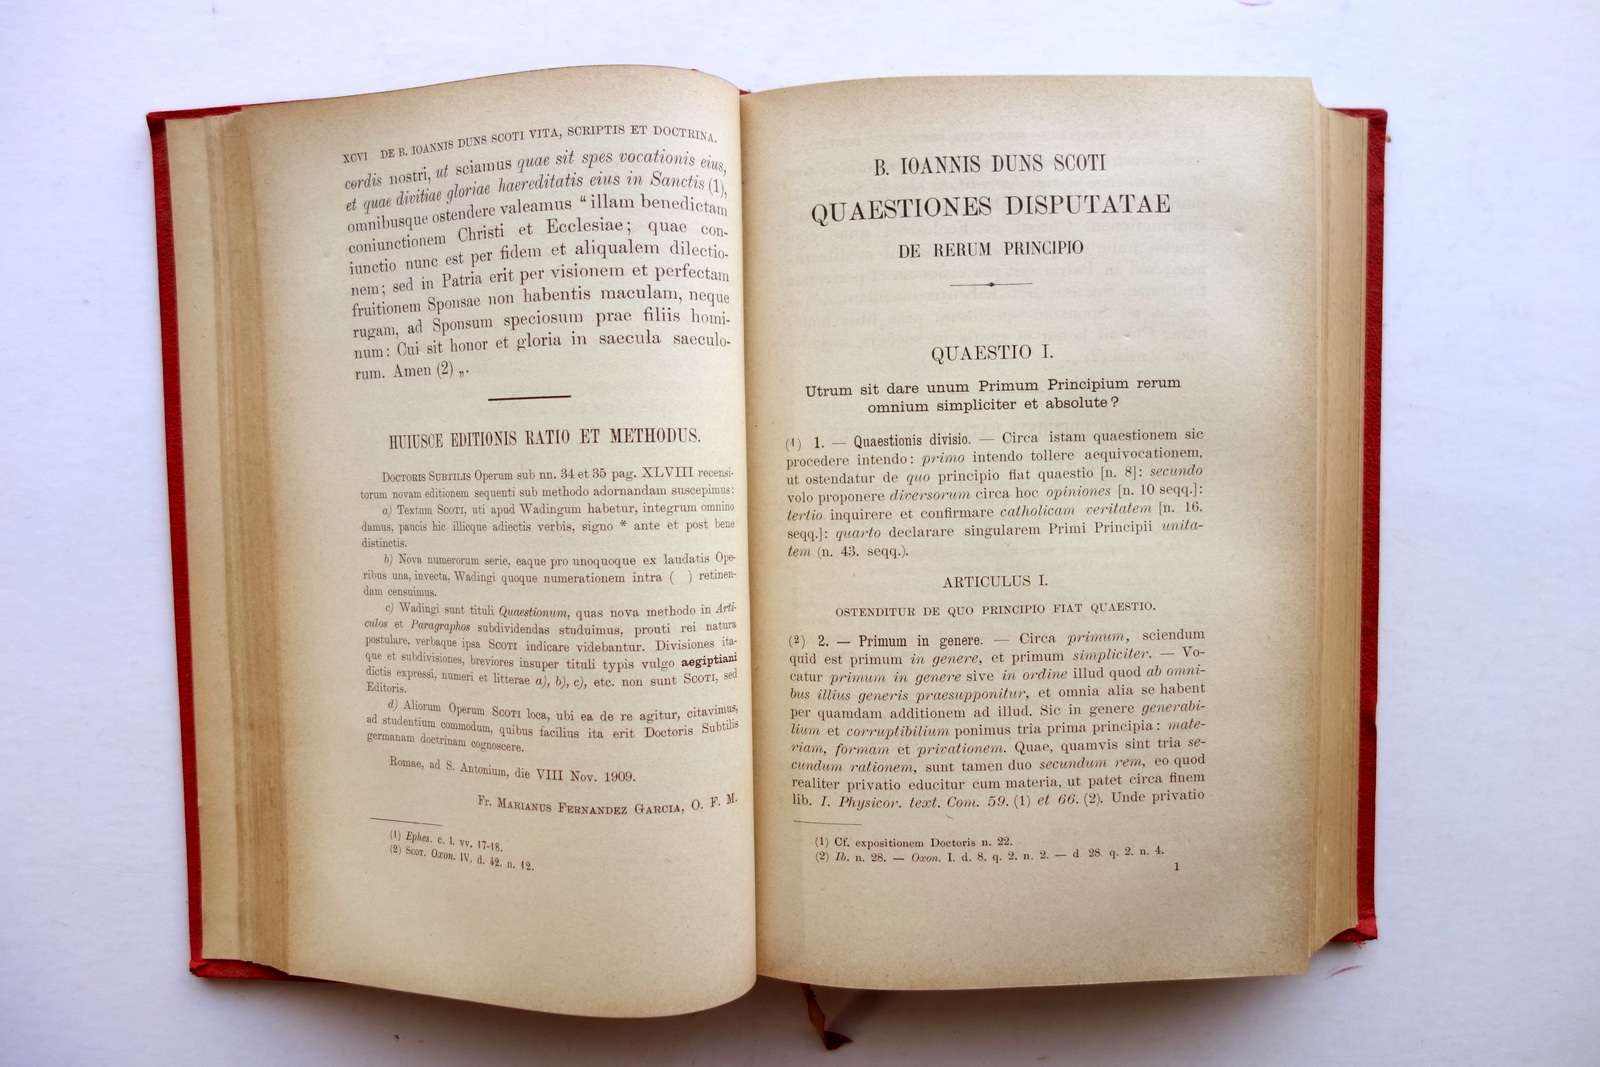 XCVI DE B. IOANNIS DUNS SCOTI VITA, SCRIPTIS ET DOCTRINA.
cordis nostri, ut sciamus quae sit spes vocationis eius,
et quae divitiae gloriae haereditatis eius in Sanctis (1),
omnibusque ostendere valeamus “ illam benedictam
coniunctionem Christi et Ecclesiae; quae con-
iunctio nunc est per fidem et aliqualem dilectio-
nem; sed in Patria erit per visionem et perfectam
fruitionem Sponsae non habentis maculam, neque
rugam, ad Sponsum speciosum prae filiis homi-
num: Cui sit honor et gloria in saecula saeculo-
rum. Amen (2) „.
HUIUSCE EDITIONIS RATIO ET METHODUS.
DOCTORIS SUBTILIS Operum sub nn. 34 et 35 pag. XLVIII recensi-
torum novam editionem sequenti sub methodo adornandam suscepimus:
a) Textum SCOTI, uti apud Wadingum habetur, integrum omnino
damus, paucis hic illicque adiectis verbis, signo * ante et post bene
distinctis.
b) Nova numerorum serie, eaque pro unoquoque ex laudatis Ope-
ribus una, invecta, Wadingi quoque numerationem intra ( ) retinen-
dam censuimus.
c) Wadingi sunt tituli Quaestionum, quas nova methodo in Arti-
culos et Paragraphos subdividendas studuimus, prouti rei natura
postulare, verbaque ipsa SCOTI indicare videbantur. Divisiones ita-
que et subdivisiones, breviores insuper tituli typis vulgo aegiptiani
dictis expressi, numeri et litterae a), b), c), etc. non sunt SCOTI, sed
Editoris.
d) Aliorum Operum SCOTI loca, ubi ea de re agitur, citavimus,
ad studentium commodum, quibus facilius ita erit Doctoris Subtilis
germanam doctrinam cognoscere.
Romae, ad S. Antonium, die VIII Nov. 1909.
Fr. MARIANUS FERNANDEZ GARCIA, O. F. M.
(1) Ephes. c. 1. vv. 17-18.
(2) SCOT. Oxon. IV. d. 42. n. 12.
B. IOANNIS DUNS SCOTI
QUAESTIONES DISPUTATAE
DE RERUM PRINCIPIO
QUAESTIO I.
Utrum sit dare unum Primum Principium rerum
omnium simpliciter et absolute ?
(1) 1. — Quaestionis divisio. — Circa istam quaestionem sic
procedere intendo: primo intendo tollere aequivocationem,
ut ostendatur de quo principio fiat quaestio [n. 8]: secundo
volo proponere diversorum circa hoc opiniones [n. 10 seqq.]:
tertio inquirere et confirmare catholicam veritatem [n. 16.
seqq.]: quarto declarare singularem Primi Principii unita-
tem (n. 43. seqq.).
ARTICULUS I.
OSTENDITUR DE QUO PRINCIPIO FIAT QUAESTIO.
(2) 2. — Primum in genere. — Circa primum, sciendum
quid est primum in genere, et primum simpliciter. — Vo-
catur primum in genere sive in ordine illud quod ab omni-
bus illius generis praesupponitur, et omnia alia se habent
per quamdam additionem ad illud. Sic in genere generabi-
lium et corruptibilium ponimus tria prima principia : mate-
riam, formam et privationem. Quae, quamvis sint tria se-
cundum rationem, sunt tamen duo secundum rem, eo quod
realiter privatio educitur cum materia, ut patet circa finem
lib. I. Physicor. text. Com. 59. (1) et 66. (2). Unde privatio
(1) Cf. expositionem Doctoris n. 22.
(2) Ib. n. 28. — Oxon. I. d. 8. q. 2. n. 2. — d 28. q. 2. n. 4.
1